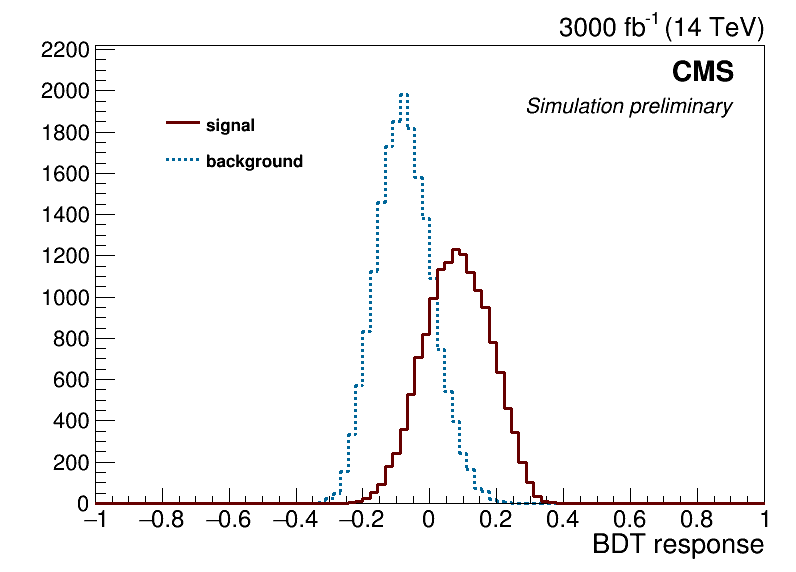 3000 fb-1 (14 TeV)
CMS
Simulation preliminary
signal
background
2200
2000
1800
1600
1400
1200
1000
800
600
400
200
0
−1 −0.8 −0.6 −0.4 −0.2 0 0.2 0.4 0.6 0.8 1
BDT response